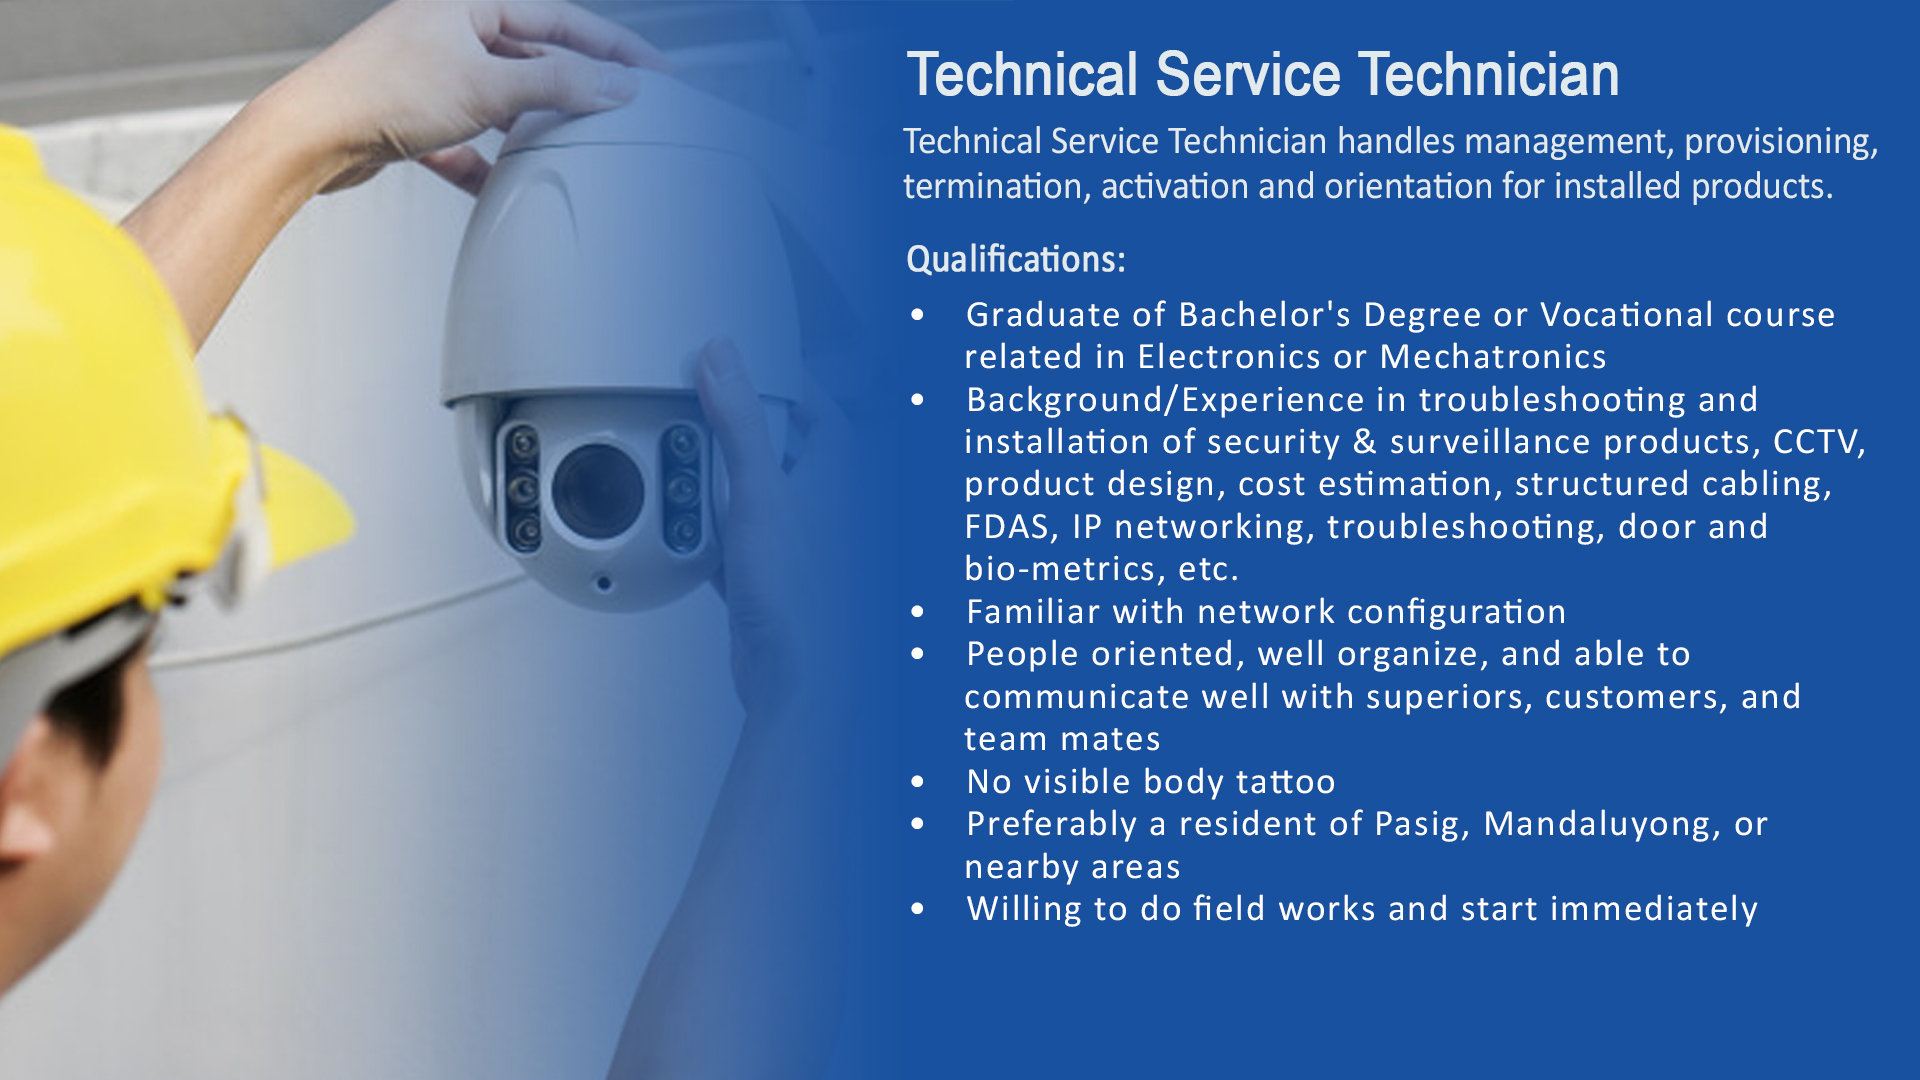 Technical Service Technician
Technical Service Technician handles management, provisioning,
termination, activation and orientation for installed products.
Qualifications:
• Graduate of Bachelor's Degree or Vocational course
related in Electronics or Mechatronics
• Background/Experience in troubleshooting and
installation of security & surveillance products, CCTV,
product design, cost estimation, structured cabling,
FDAS, IP networking, troubleshooting, door and
bio-metrics, etc.
• Familiar with network configuration
• People oriented, well organize, and able to
communicate well with superiors, customers, and
team mates
• No visible body tattoo
• Preferably a resident of Pasig, Mandaluyong, or
nearby areas
• Willing to do field works and start immediately